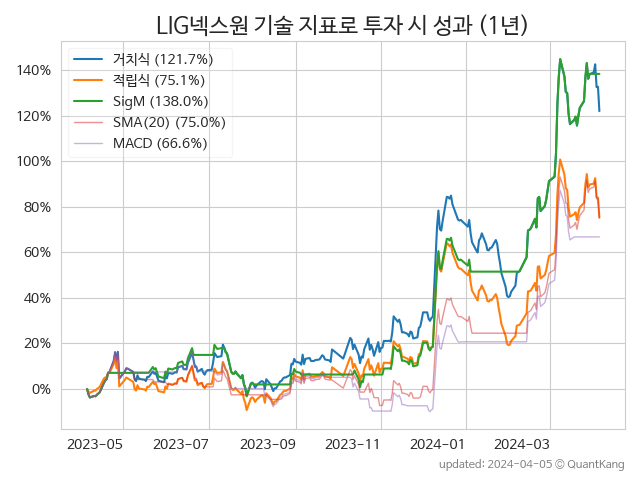 LIG넥스원 기술 지표로 투자 시 성과 (1년)
거치식 (121.7%)
적립식 (75.1%)
SigM (138.0%)
SMA(20) (75.0%)
MACD (66.6%)
140%
120%
100%
80%
60%
40%
20%
0%
2023-05 2023-07 2023-09 2023-11 2024-01 2024-03
updated: 2024-04-05 © QuantKang